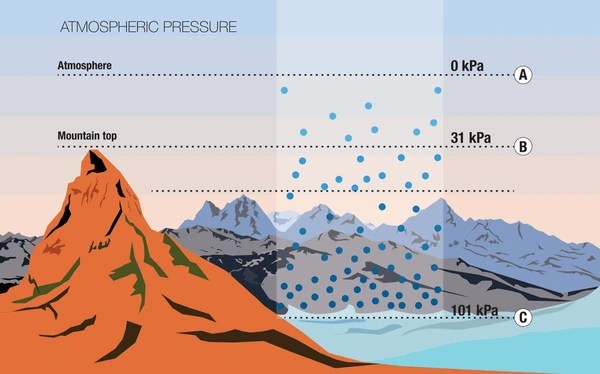 ATMOSPHERIC PRESSURE
Atmosphere 0 kPa A
Mountain top 31 kPa B
101 kPa C